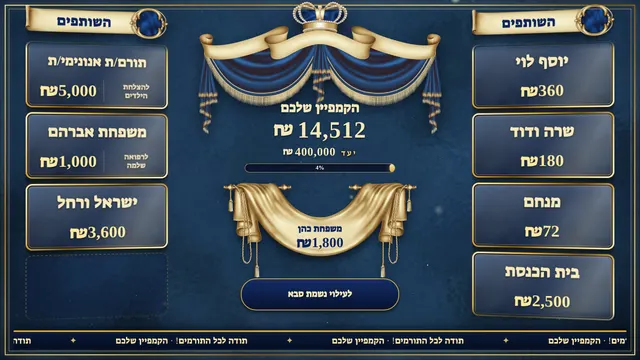 השותפים
יוסף לוי
₪360
שרה ודוד
₪180
מנחם
₪72
בית הכנסת
₪2,500
הקמפיין שלכם
₪ 14,512
יעד 400,000 ₪
4%
משפחת כהן
₪1,800
לעילוי נשמת סבא
השותפים
תורם/ת אנונימי/ת
₪5,000
להצלחת
הילדים
משפחת אברהם
₪1,000
לרפואה
שלמה
ישראל ורחל
₪3,600
מים! · הקמפיין שלכם ✦ תודה לכל התורמים! · הקמפיין שלכם ✦ תודה לכל התורמים! · הקמפיין שלכם ✦ תודה